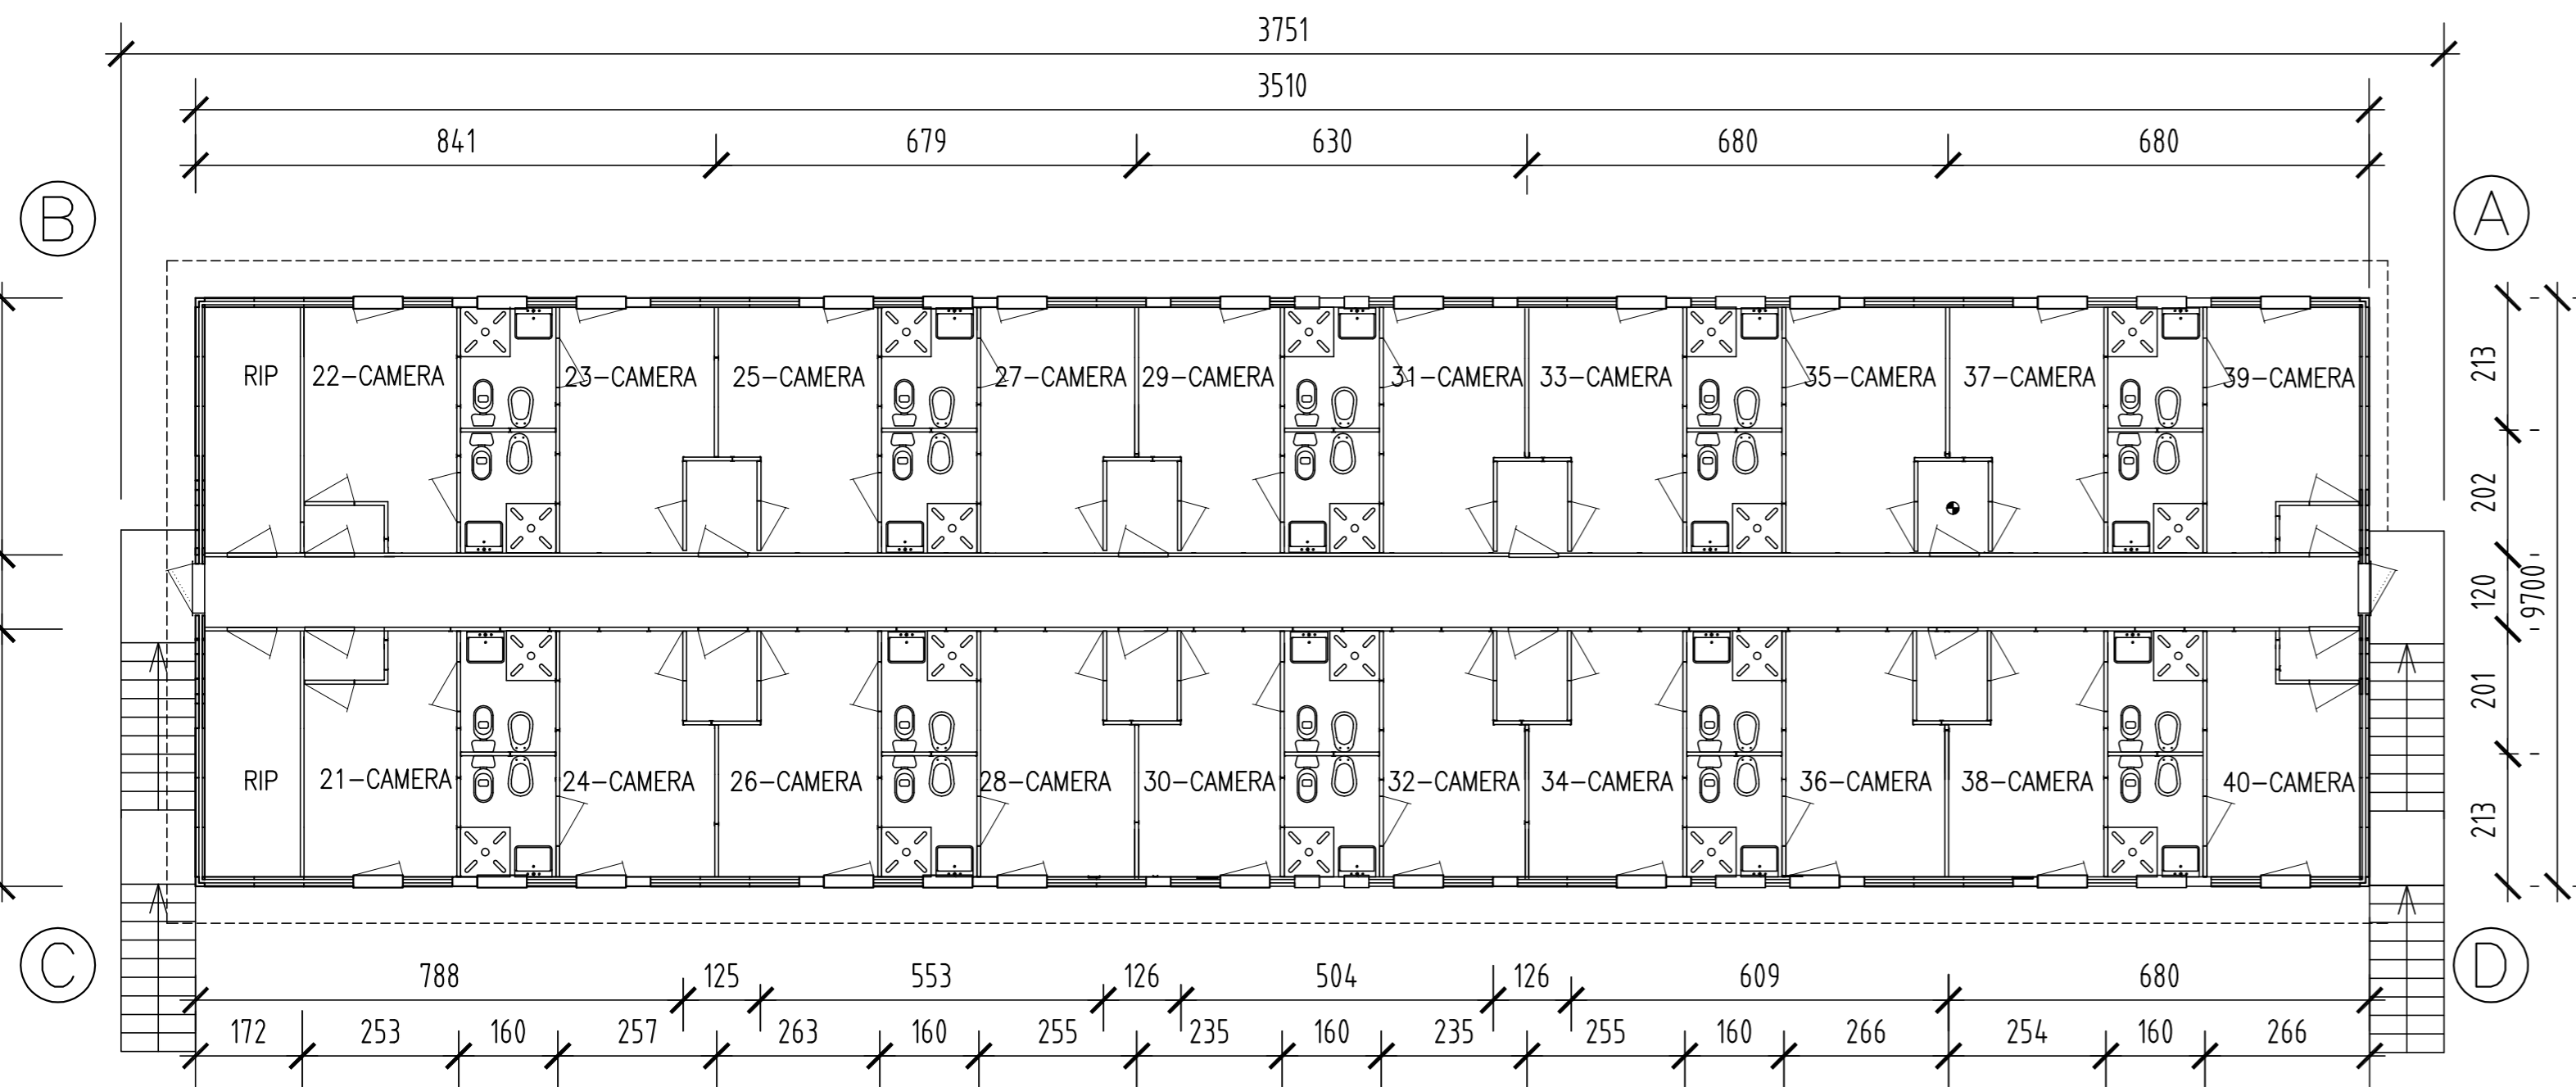 3751
3510
841 679 630 680 680
B A
RIP 22-CAMERA 23-CAMERA 25-CAMERA 27-CAMERA 29-CAMERA 31-CAMERA 33-CAMERA 35-CAMERA 37-CAMERA 39-CAMERA
213
202
120
9700
201
213
RIP 21-CAMERA 24-CAMERA 26-CAMERA 28-CAMERA 30-CAMERA 32-CAMERA 34-CAMERA 36-CAMERA 38-CAMERA 40-CAMERA
C D
788 125 553 126 504 126 609 680
172 253 160 257 263 160 255 235 160 235 255 160 266 254 160 266